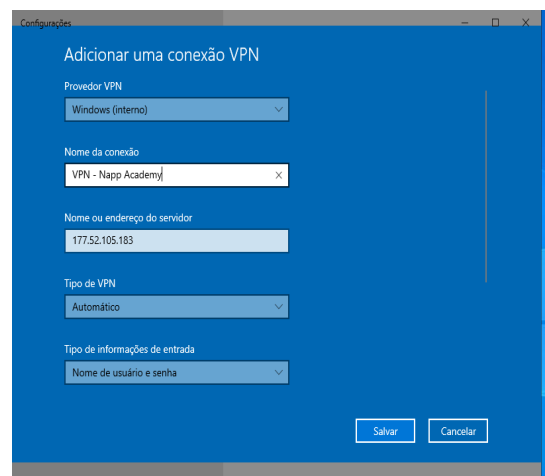 Configurações
Adicionar uma conexão VPN
Provedor VPN
Windows (interno)
Nome da conexão
VPN - Napp Academy
Nome ou endereço do servidor
177.52.105.183
Tipo de VPN
Automático
Tipo de informações de entrada
Nome de usuário e senha
Salvar Cancelar